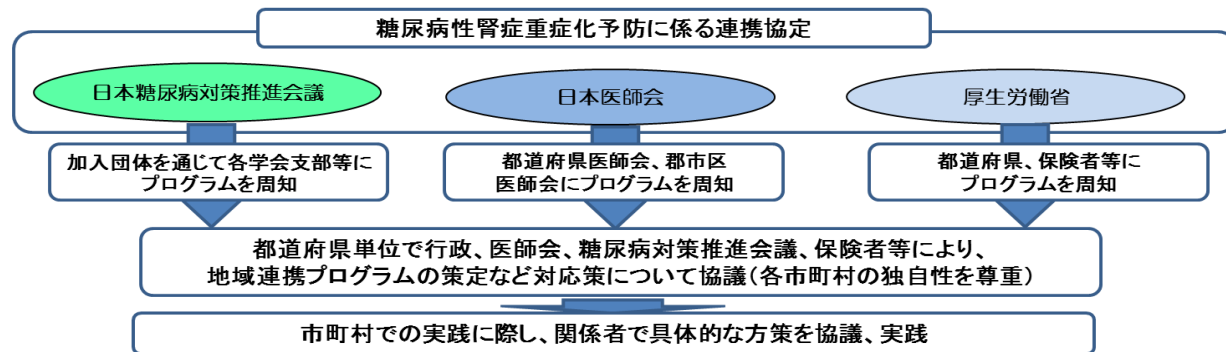 糖尿病性腎症重症化予防に係る連携協定
日本糖尿病対策推進会議
日本医師会
厚生労働省
加入団体を通じて各学会支部等に
プログラムを周知
都道府県医師会、郡市区
医師会にプログラムを周知
都道府県、保険者等に
プログラムを周知
都道府県単位で行政、医師会、糖尿病対策推進会議、保険者等により、
地域連携プログラムの策定など対応策について協議(各市町村の独自性を尊重)
市町村での実践に際し、関係者で具体的な方策を協議、実践